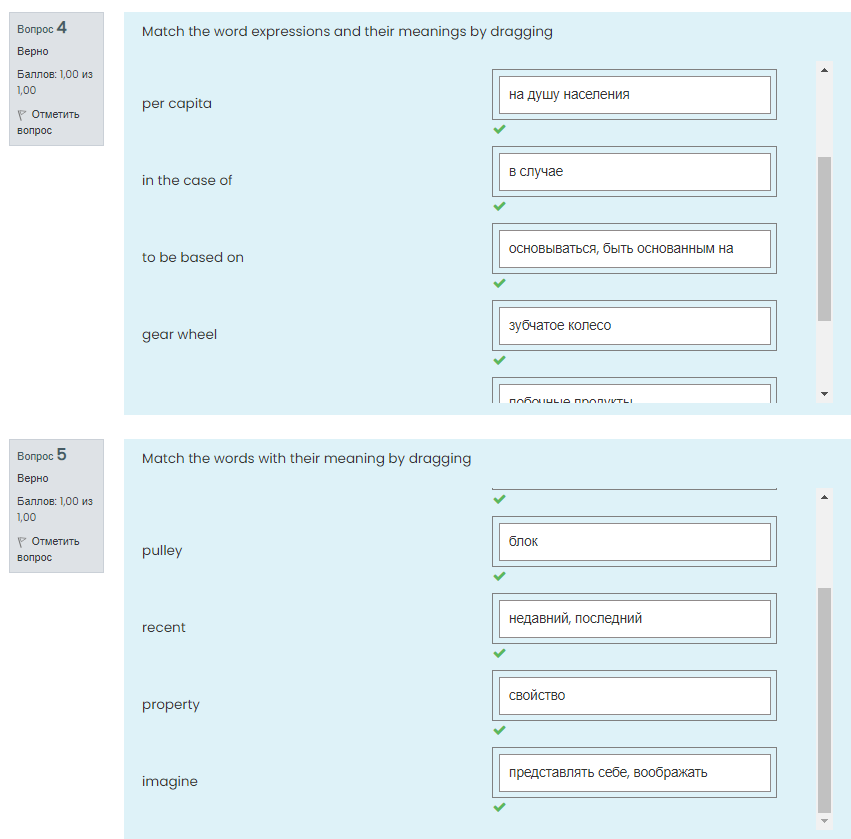 Вопрос 4
Верно
Баллов: 1,00 из
1,00
Отметить
вопрос
Match the word expressions and their meanings by dragging
per capita
на душу населения
in the case of
в случае
to be based on
основываться, быть основанным на
gear wheel
зубчатое колесо
побочные продукты
Вопрос 5
Верно
Баллов: 1,00 из
1,00
Отметить
вопрос
Match the words with their meaning by dragging
pulley
блок
recent
недавний, последний
property
свойство
imagine
представлять себе, воображать